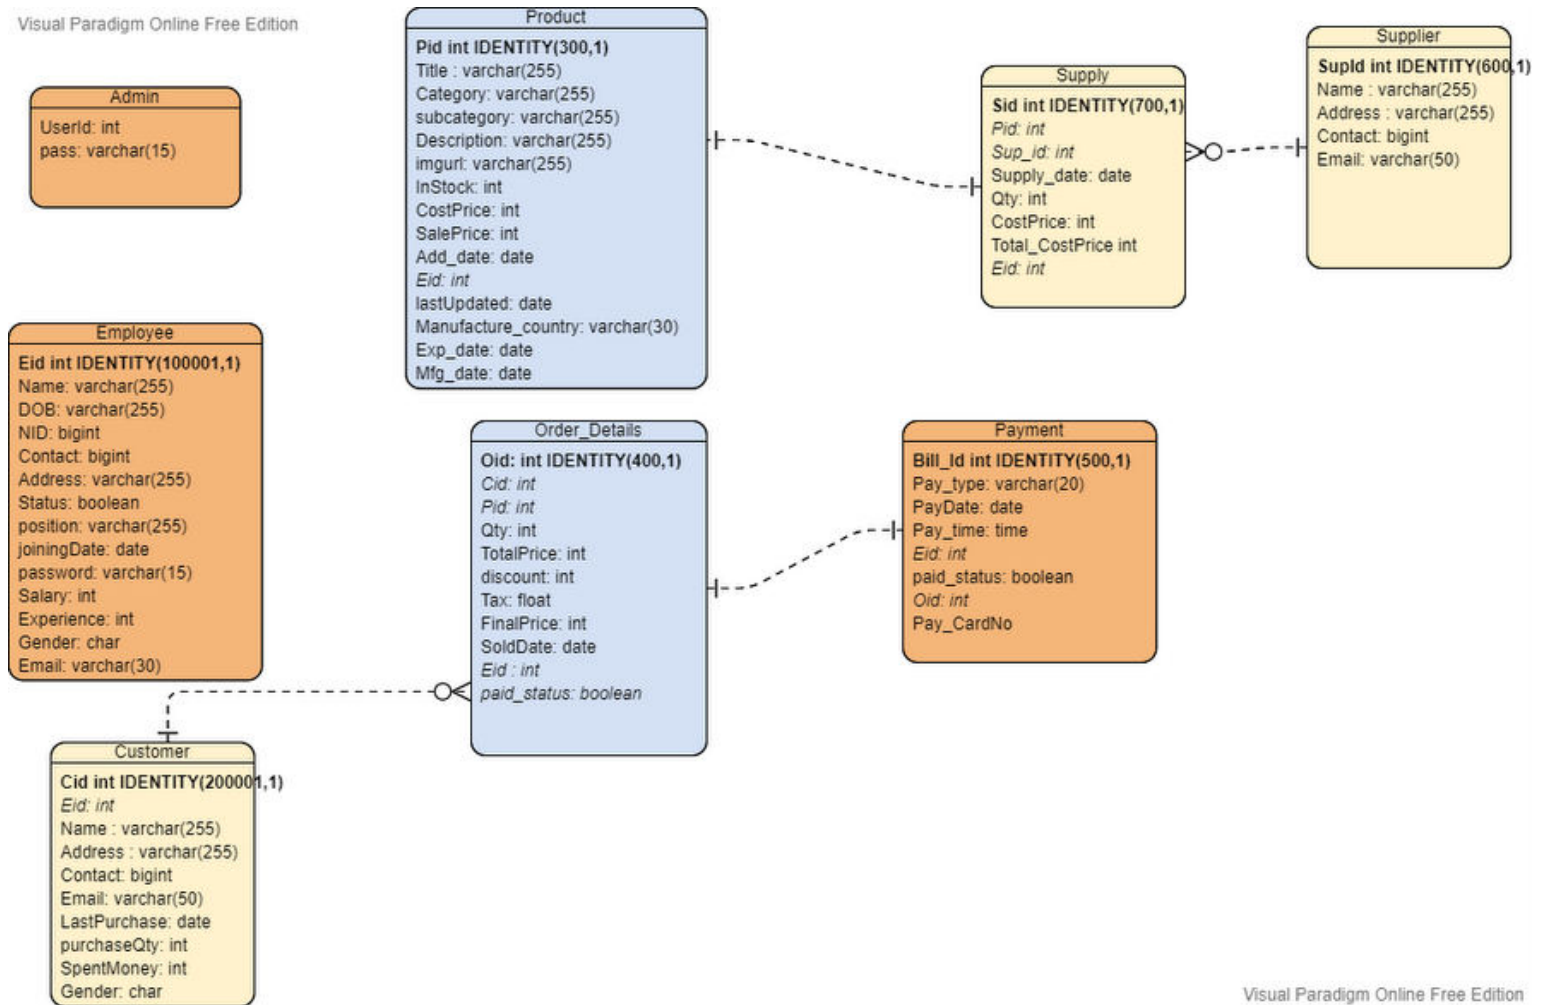 Visual Paradigm Online Free Edition
Admin
UserId: int
pass: varchar(15)
Product
Pid int IDENTITY(300,1)
Title : varchar(255)
Category: varchar(255)
subcategory: varchar(255)
Description: varchar(255)
imgurl: varchar(255)
InStock: int
CostPrice: int
SalePrice: int
Add_date: date
Eid: int
lastUpdated: date
Manufacture_country: varchar(30)
Exp_date: date
Mfg_date: date
Supply
Sid int IDENTITY(700,1)
Pid: int
Sup_id: int
Supply_date: date
Qty: int
CostPrice: int
Total_CostPrice int
Eid: int
Supplier
SupId int IDENTITY(600,1)
Name : varchar(255)
Address : varchar(255)
Contact: bigint
Email: varchar(50)
Employee
Eid int IDENTITY(100001,1)
Name: varchar(255)
DOB: varchar(255)
NID: bigint
Contact: bigint
Address: varchar(255)
Status: boolean
position: varchar(255)
joiningDate: date
password: varchar(15)
Salary: int
Experience: int
Gender: char
Email: varchar(30)
Order_Details
Oid: int IDENTITY(400,1)
Cid: int
Pid: int
Qty: int
TotalPrice: int
discount: int
Tax: float
FinalPrice: int
SoldDate: date
Eid : int
paid_status: boolean
Payment
Bill_Id int IDENTITY(500,1)
Pay_type: varchar(20)
PayDate: date
Pay_time: time
Eid: int
paid_status: boolean
Oid: int
Pay_CardNo
Customer
Cid int IDENTITY(200001,1)
Eid: int
Name : varchar(255)
Address : varchar(255)
Contact: bigint
Email: varchar(50)
LastPurchase: date
purchaseQty: int
SpentMoney: int
Gender: char
Visual Paradigm Online Free Edition